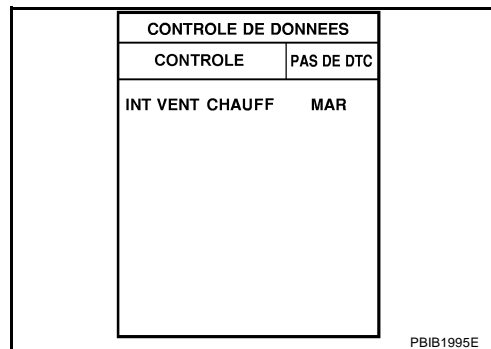 CONTROLE DE DONNEES
CONTROLE PAS DE DTC
INT VENT CHAUFF MAR
PBIB1995E